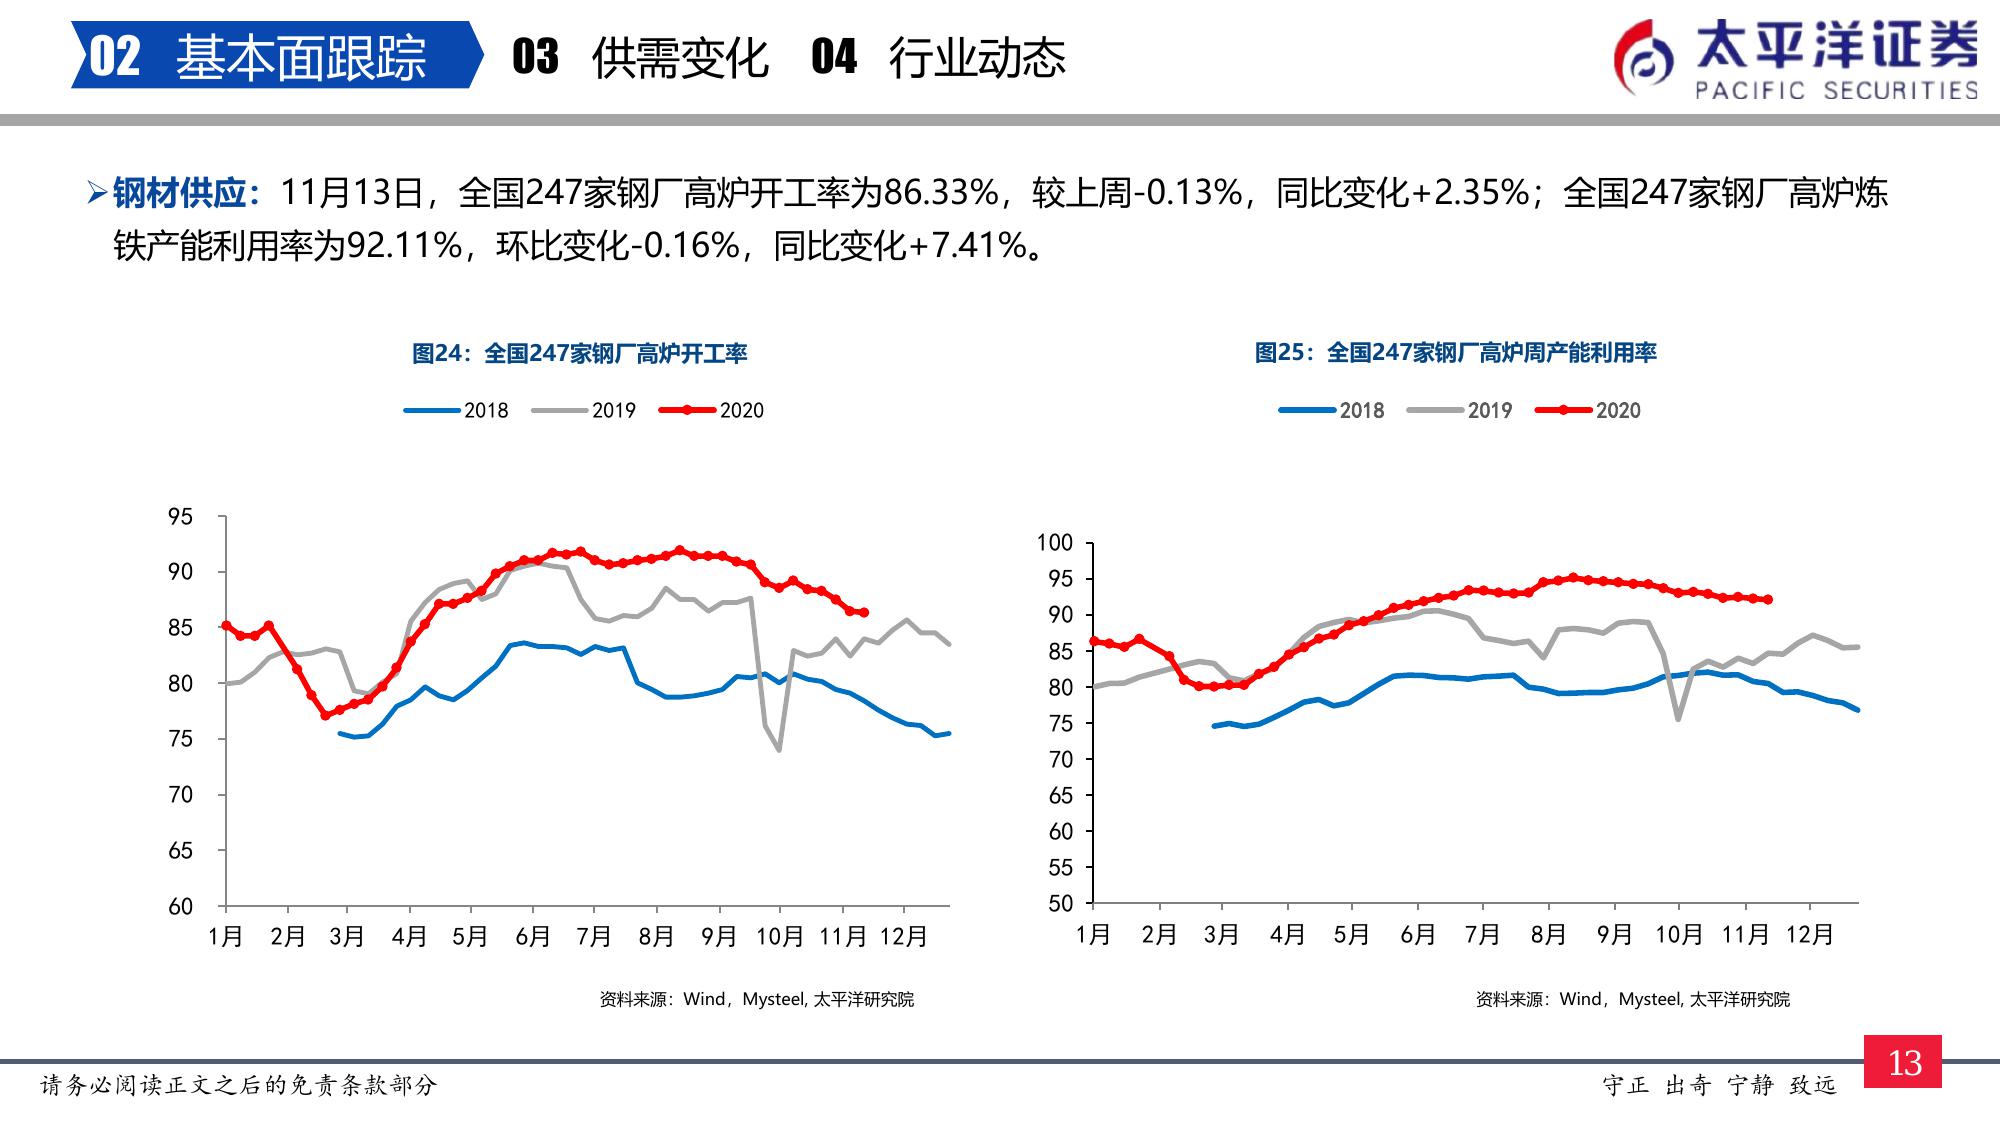 02 基本面跟踪 03 供需变化 04 行业动态
太平洋证券
PACIFIC SECURITIES
➢钢材供应：11月13日，全国247家钢厂高炉开工率为86.33%，较上周-0.13%，同比变化+2.35%；全国247家钢厂高炉炼
铁产能利用率为92.11%，环比变化-0.16%，同比变化+7.41%。
图24：全国247家钢厂高炉开工率
2018 2019 2020
95
90
85
80
75
70
65
60
1月 2月 3月 4月 5月 6月 7月 8月 9月 10月 11月 12月
资料来源：Wind，Mysteel, 太平洋研究院
图25：全国247家钢厂高炉周产能利用率
2018 2019 2020
100
95
90
85
80
75
70
65
60
55
50
1月 2月 3月 4月 5月 6月 7月 8月 9月 10月 11月 12月
资料来源：Wind，Mysteel, 太平洋研究院
请务必阅读正文之后的免责条款部分
守正 出奇 宁静 致远
13